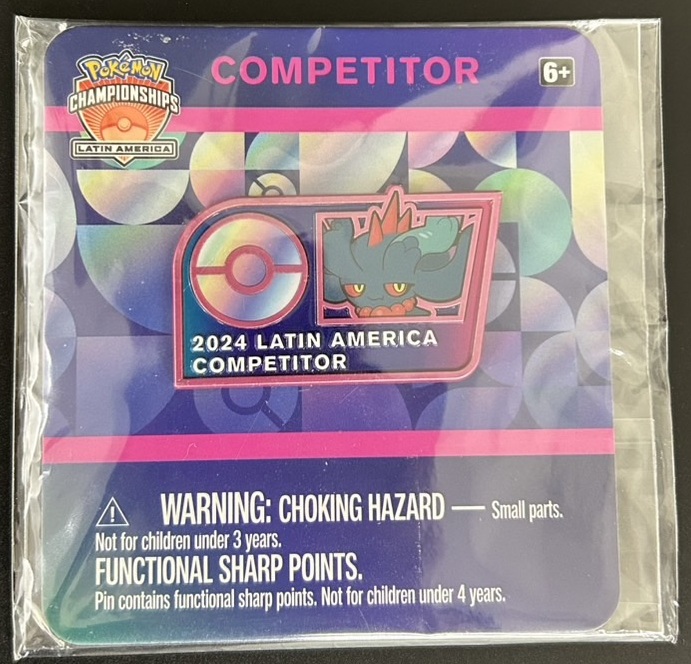 COMPETITOR
6+
POKéMON
CHAMPIONSHIPS
LATIN AMERICA
2024 LATIN AMERICA
COMPETITOR
WARNING: CHOKING HAZARD — Small parts.
Not for children under 3 years.
FUNCTIONAL SHARP POINTS.
Pin contains functional sharp points. Not for children under 4 years.